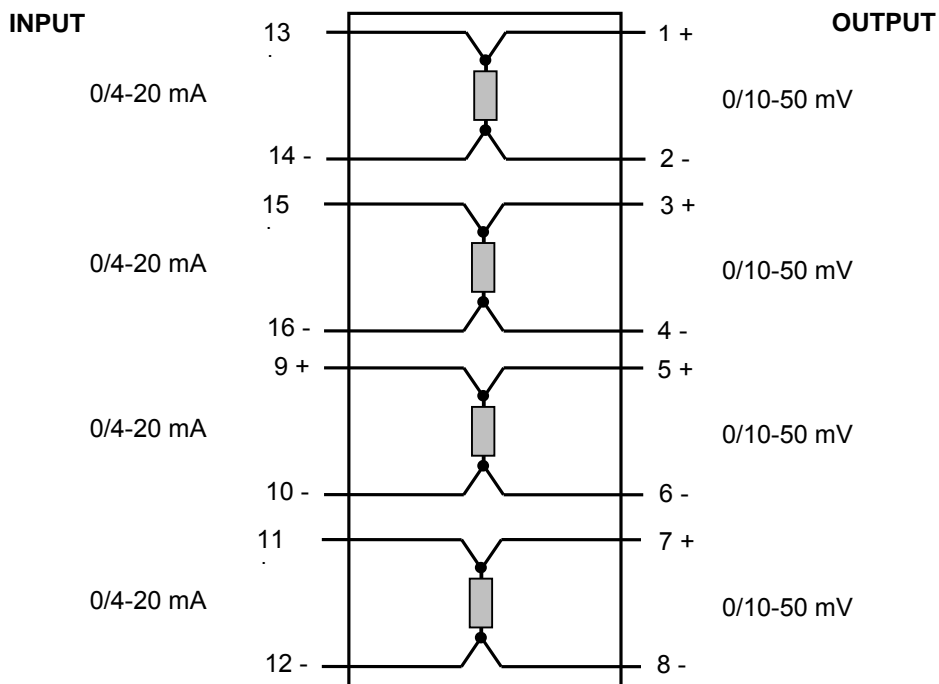 INPUT
OUTPUT
13
1 +
.
0/4-20 mA
0/10-50 mV
14 -
2 -
15
3 +
.
0/4-20 mA
0/10-50 mV
16 -
4 -
9 +
5 +
0/4-20 mA
0/10-50 mV
10 -
6 -
11
7 +
.
0/4-20 mA
0/10-50 mV
12 -
8 -